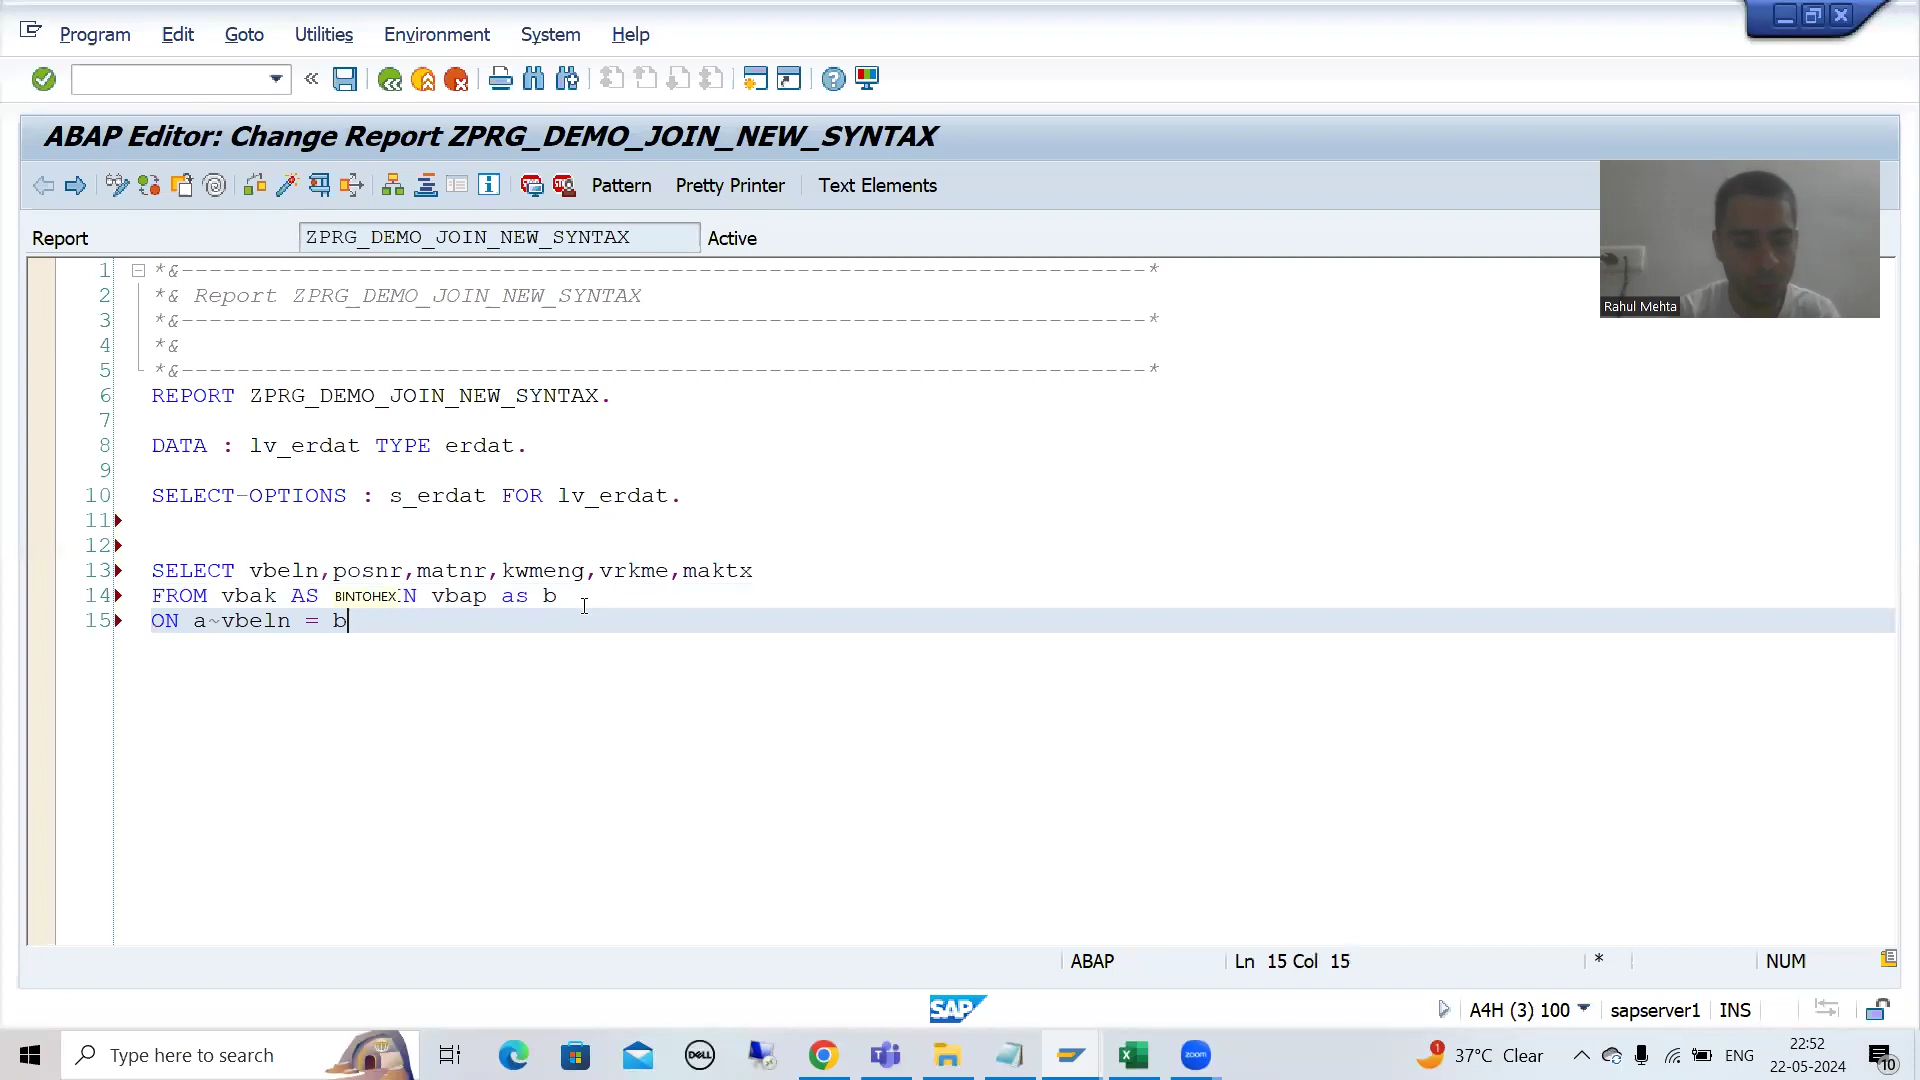 Program Edit Goto Utilities Environment System Help
ABAP Editor: Change Report ZPRG_DEMO_JOIN_NEW_SYNTAX
Pattern Pretty Printer Text Elements
Report ZPRG_DEMO_JOIN_NEW_SYNTAX Active
Rahul Mehta
1 *&---------------------------------------------------------------------*
2 *& Report ZPRG_DEMO_JOIN_NEW_SYNTAX
3 *&---------------------------------------------------------------------*
4 *&
5 *&---------------------------------------------------------------------*
6 REPORT ZPRG_DEMO_JOIN_NEW_SYNTAX.
7
8 DATA : lv_erdat TYPE erdat.
9
10 SELECT-OPTIONS : s_erdat FOR lv_erdat.
11
12
13 SELECT vbeln,posnr,matnr,kwmeng,vrkme,maktx
14 FROM vbak AS BINTOHEX N vbap as b
15 ON a~vbeln = b
ABAP Ln 15 Col 15 * NUM
SAP A4H (3) 100 sapserver1 INS
Type here to search DELL zoom 1 37°C Clear ENG 22:52
22-05-2024 10